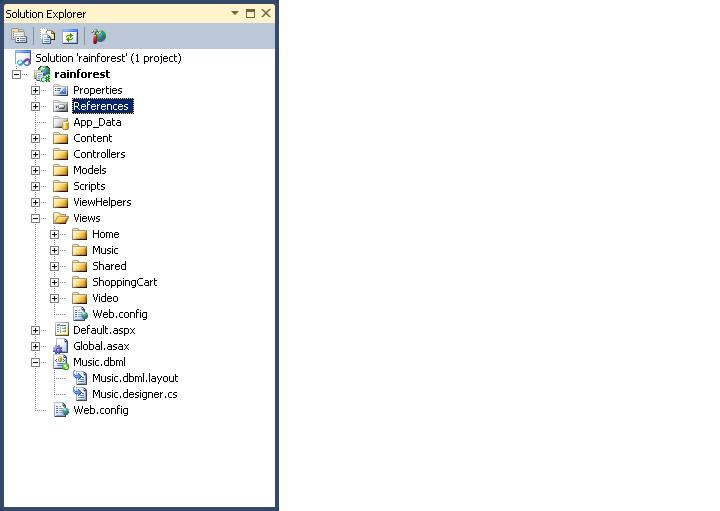 Solution Explorer
Solution 'rainforest' (1 project)
rainforest
Properties
References
App_Data
Content
Controllers
Models
Scripts
ViewHelpers
Views
Home
Music
Shared
ShoppingCart
Video
Web.config
Default.aspx
Global.asax
Music.dbml
Music.dbml.layout
Music.designer.cs
Web.config